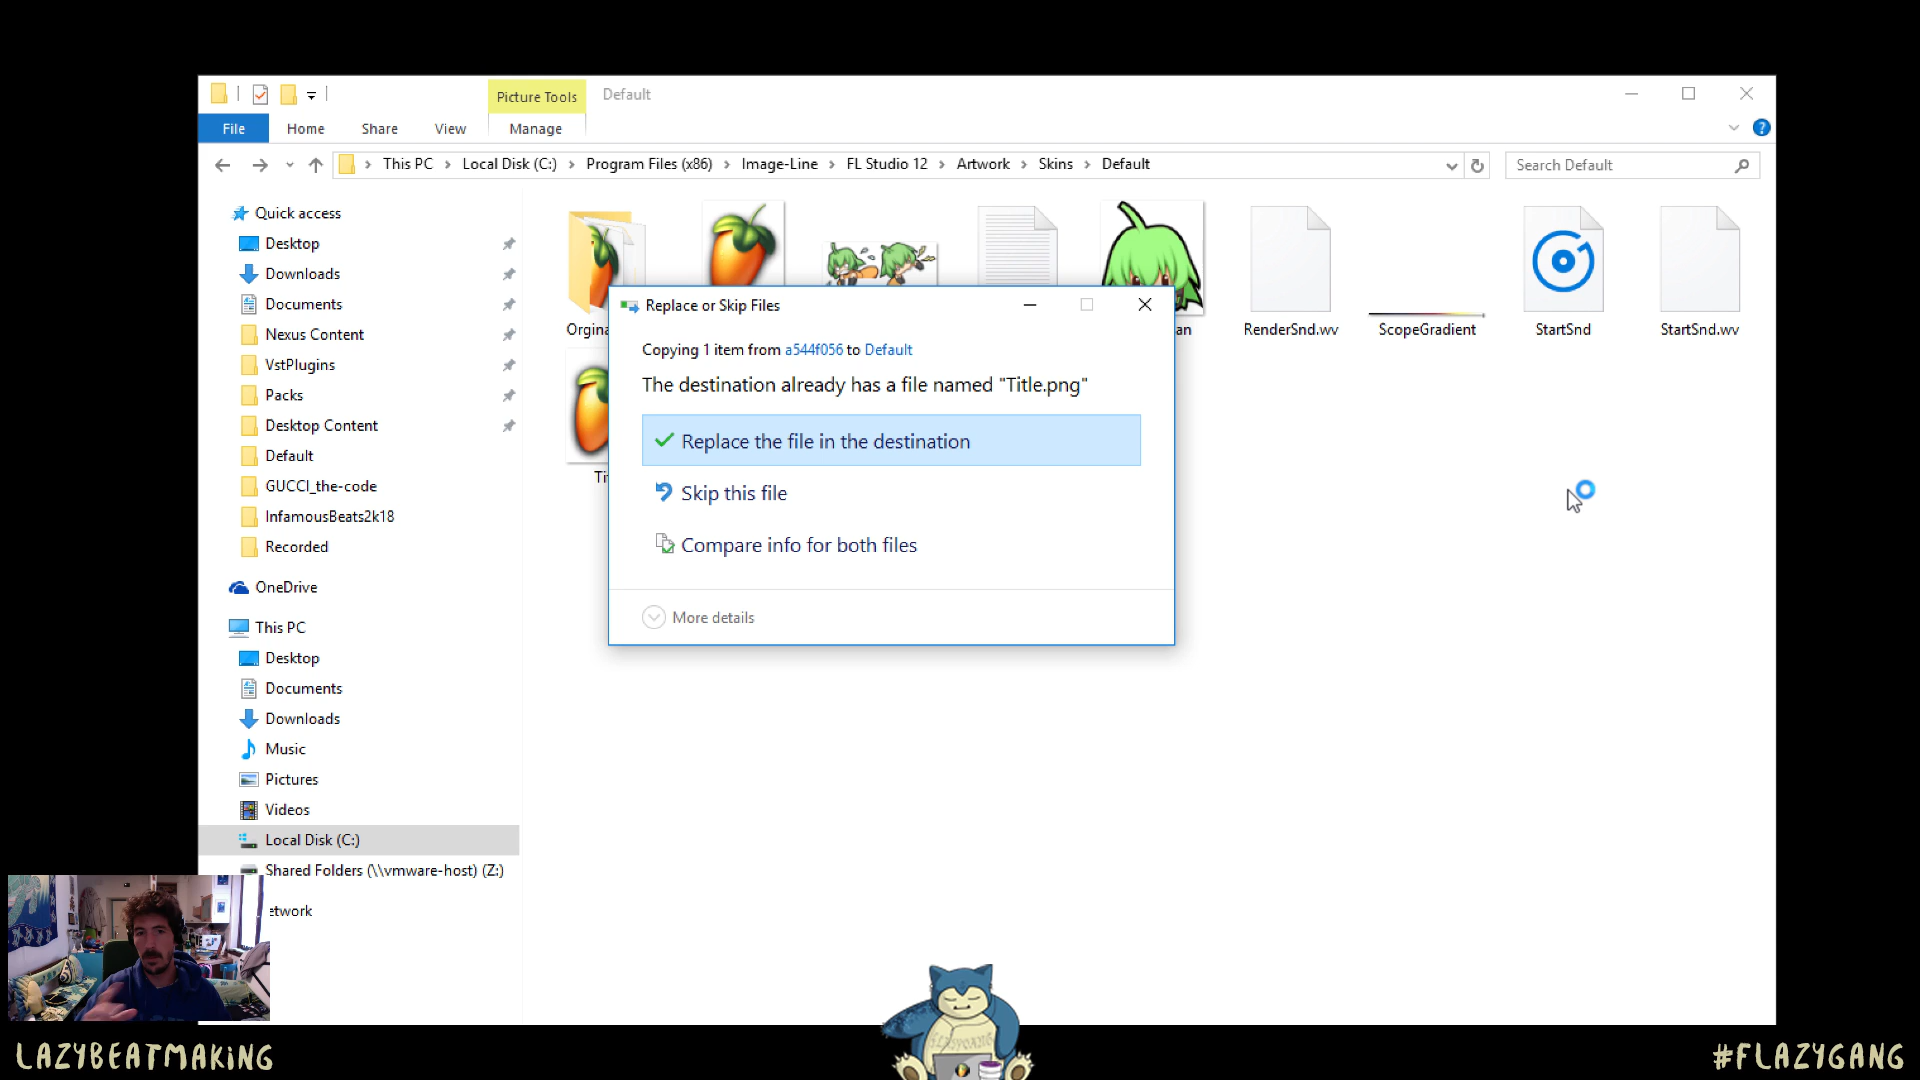 Picture Tools
Default
File
Home
Share
View
Manage
This PC
Local Disk (C:)
Program Files (x86)
Image-Line
FL Studio 12
Artwork
Skins
Default
Search Default
Quick access
Desktop
Downloads
Documents
Nexus Content
VstPlugins
Packs
Desktop Content
Default
GUCCI_the-code
InfamousBeats2k18
Recorded
OneDrive
This PC
Desktop
Documents
Downloads
Music
Pictures
Videos
Local Disk (C:)
Shared Folders (\\vmware-host) (Z:)
etwork
Orgina
an
RenderSnd.wv
ScopeGradient
StartSnd
StartSnd.wv
Ti
Replace or Skip Files
Copying 1 item from a544f056 to Default
The destination already has a file named "Title.png"
Replace the file in the destination
Skip this file
Compare info for both files
More details
LAZYBEATMAKING
FLAZYGANG
#FLAZYGANG